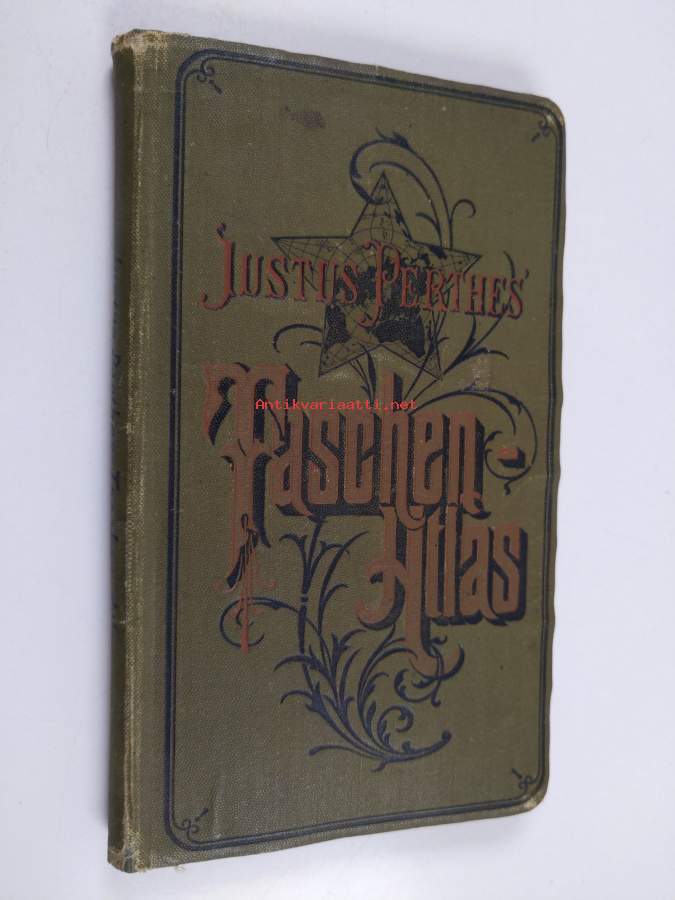 JUSTUS PERTHES'
Antikvariaatti.net
Taschen-
Atlas